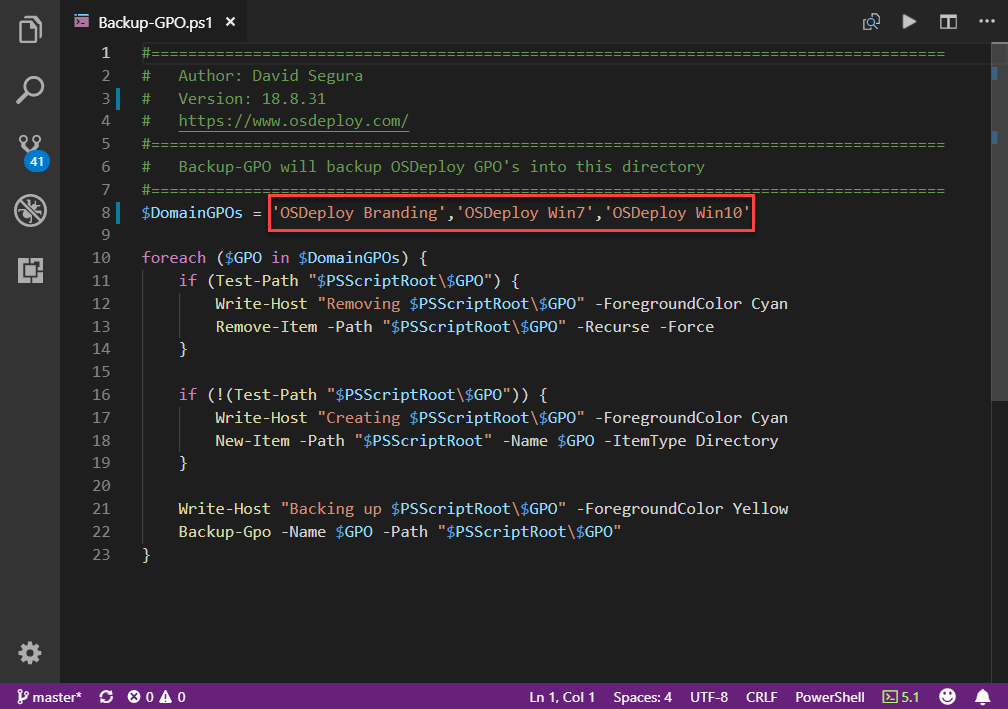 Backup-GPO.ps1
1 #======================================================================================
2 #   Author: David Segura
3 #   Version: 18.8.31
4 #   https://www.osdeploy.com/
5 #======================================================================================
6 #   Backup-GPO will backup OSDeploy GPO's into this directory
7 #======================================================================================
8 $DomainGPOs = 'OSDeploy Branding','OSDeploy Win7','OSDeploy Win10'
9
10 foreach ($GPO in $DomainGPOs) {
11     if (Test-Path "$PSScriptRoot\$GPO") {
12         Write-Host "Removing $PSScriptRoot\$GPO" -ForegroundColor Cyan
13         Remove-Item -Path "$PSScriptRoot\$GPO" -Recurse -Force
14     }
15
16     if (!(Test-Path "$PSScriptRoot\$GPO")) {
17         Write-Host "Creating $PSScriptRoot\$GPO" -ForegroundColor Cyan
18         New-Item -Path "$PSScriptRoot" -Name $GPO -ItemType Directory
19     }
20
21     Write-Host "Backing up $PSScriptRoot\$GPO" -ForegroundColor Yellow
22     Backup-Gpo -Name $GPO -Path "$PSScriptRoot\$GPO"
23 }
41
master* 0 0 Ln 1, Col 1 Spaces: 4 UTF-8 CRLF PowerShell 5.1